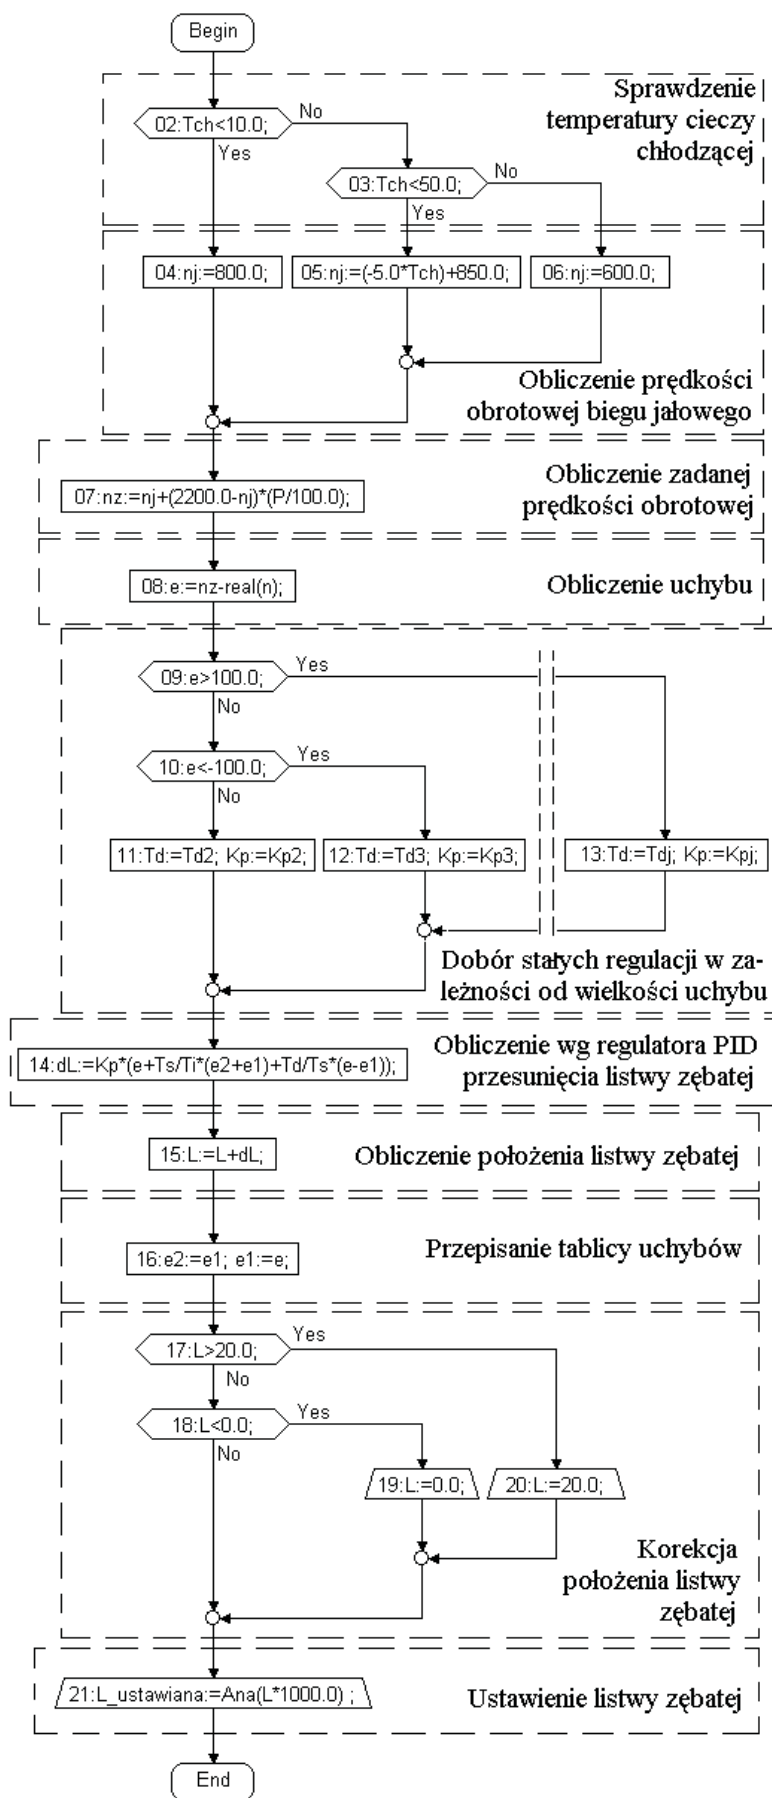 Begin
Sprawdzenie
temperatury cieczy
chłodzącej
02:Tch<10.0;
No
Yes
03:Tch<50.0;
No
Yes
04:nj:=800.0;
05:nj:=(-5.0*Tch)+850.0;
06:nj:=600.0;
Obliczenie prędkości
obrotowej biegu jałowego
07:nz:=nj+(2200.0-nj)*(P/100.0);
Obliczenie zadanej
prędkości obrotowej
08:e:=nz-real(n);
Obliczenie uchybu
09:e>100.0;
Yes
No
10:e<-100.0;
Yes
No
11:Td:=Td2; Kp:=Kp2;
12:Td:=Td3; Kp:=Kp3;
13:Td:=Tdj; Kp:=Kpj;
Dobór stałych regulacji w za-
leżności od wielkości uchybu
14:dL:=Kp*(e+Ts/Ti*(e2+e1)+Td/Ts*(e-e1));
Obliczenie wg regulatora PID
przesunięcia listwy zębatej
15:L:=L+dL;
Obliczenie położenia listwy zębatej
16:e2:=e1; e1:=e;
Przepisanie tablicy uchybów
17:L>20.0;
Yes
No
18:L<0.0;
Yes
No
19:L:=0.0;
20:L:=20.0;
Korekcja
położenia listwy
zębatej
21:L_ustawiana:=Ana(L*1000.0) ;
Ustawienie listwy zębatej
End